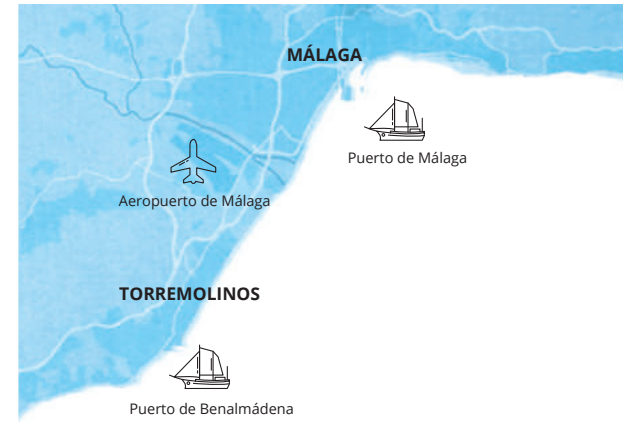 MÁLAGA
Puerto de Málaga
Aeropuerto de Málaga
TORREMOLINOS
Puerto de Benalmádena